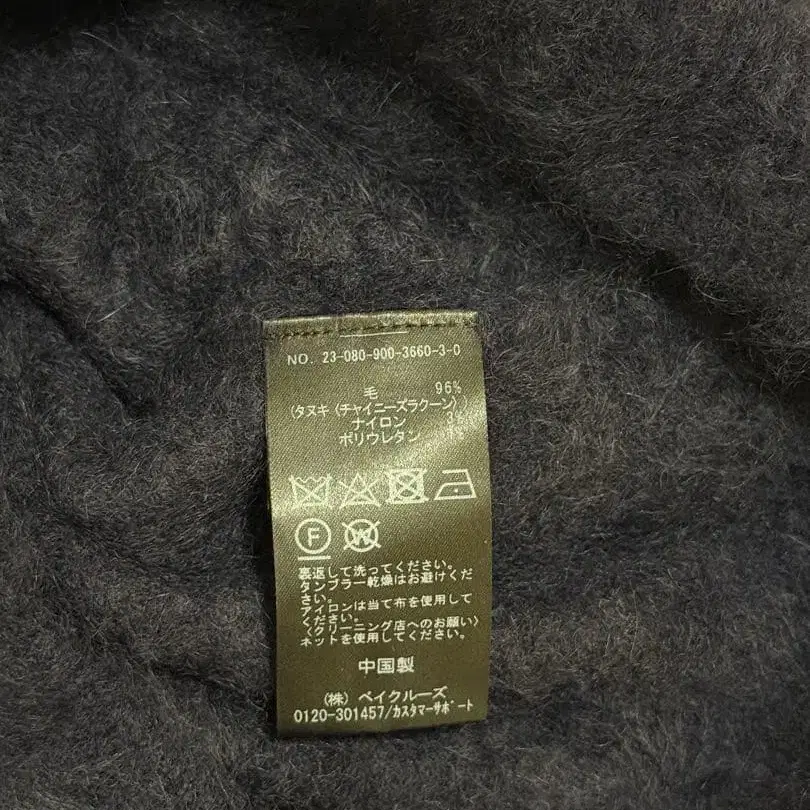 NO. 23-080-900-3660-3-0
毛 96%
(タヌキ(チャイニーズラクーン))
ナイロン 3%
ポリウレタン 1%
F W
裏返して洗ってください。
タンブラー乾燥はお避けくだ
さい。
アイロンは当て布を使用して
ください。
〈クリーニング店へのお願い〉
ネットを使用してください。
中国製
(株) ベイクルーズ
0120-301457/カスタマーサポート